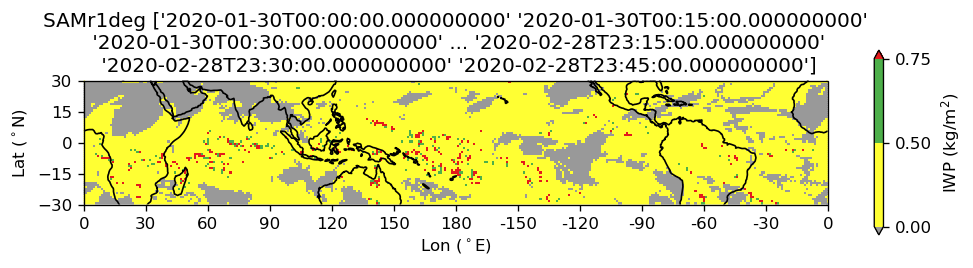 SAMr1deg ['2020-01-30T00:00:00.000000000' '2020-01-30T00:15:00.000000000'
'2020-01-30T00:30:00.000000000' ... '2020-02-28T23:15:00.000000000'
'2020-02-28T23:30:00.000000000' '2020-02-28T23:45:00.000000000']
30
15
0
−15
−30
Lat (°N)
0 30 60 90 120 150 180 -150 -120 -90 -60 -30 0
Lon (°E)
0.75
0.50
0.00
IWP (kg/m²)